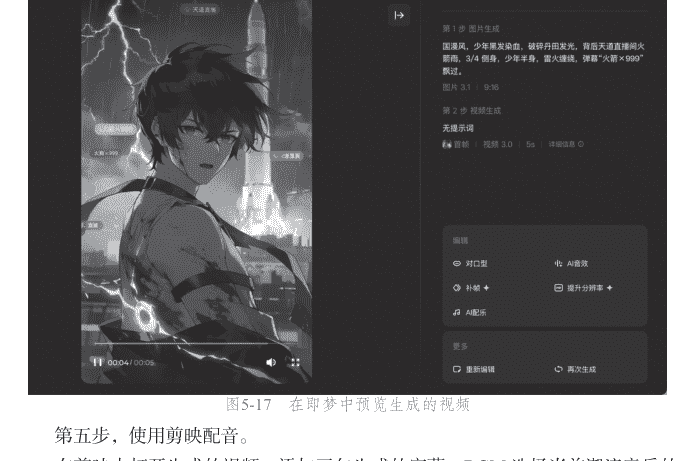 天道直播
火箭×999
第 1 步 图片生成
国漫风，少年黑发染血，破碎丹田发光，背后天道直播间火
箭雨，3/4 侧身，少年半身，雷火缠绕，弹幕“火箭×999”
飘过。
图片 3.1 | 9:16
第 2 步 视频生成
无提示词
首帧 | 视频 3.0 | 5s | 详细信息
编辑
对口型
AI音效
补帧
提升分辨率
AI配乐
更多
重新编辑
再次生成
00:04 / 00:05
图5-17 在即梦中预览生成的视频
第五步，使用剪映配音。